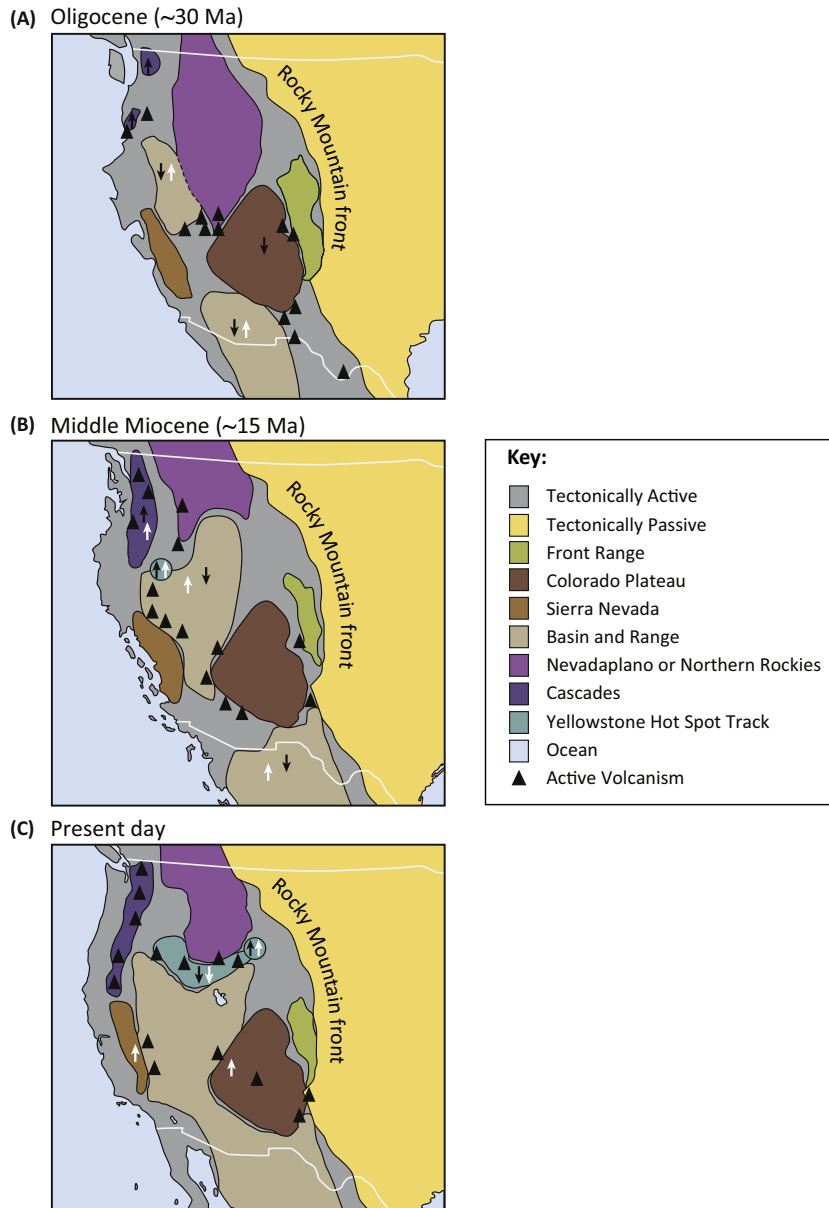 (A) Oligocene (~30 Ma)
Rocky Mountain front
(B) Middle Miocene (~15 Ma)
Rocky Mountain front
Key:
Tectonically Active
Tectonically Passive
Front Range
Colorado Plateau
Sierra Nevada
Basin and Range
Nevadaplano or Northern Rockies
Cascades
Yellowstone Hot Spot Track
Ocean
Active Volcanism
(C) Present day
Rocky Mountain front